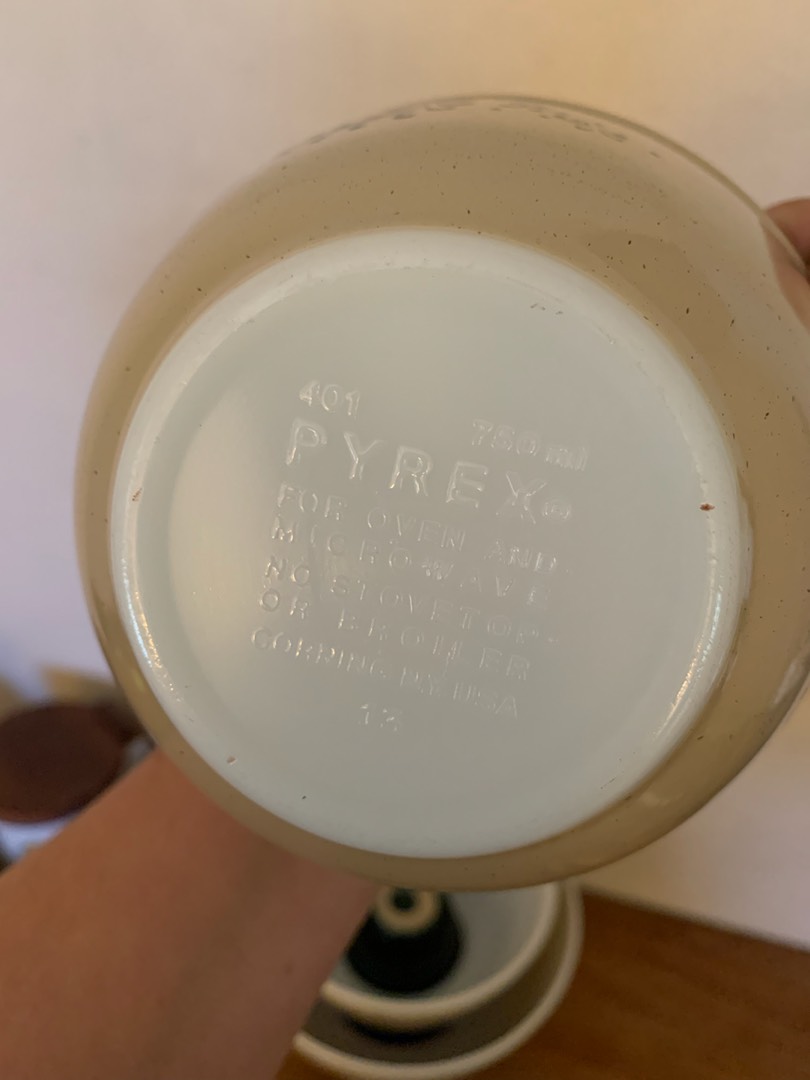 401 750 ml
PYREX®
FOR OVEN AND
MICROWAVE
NO STOVETOP
OR BROILER
CORNING NY USA
12